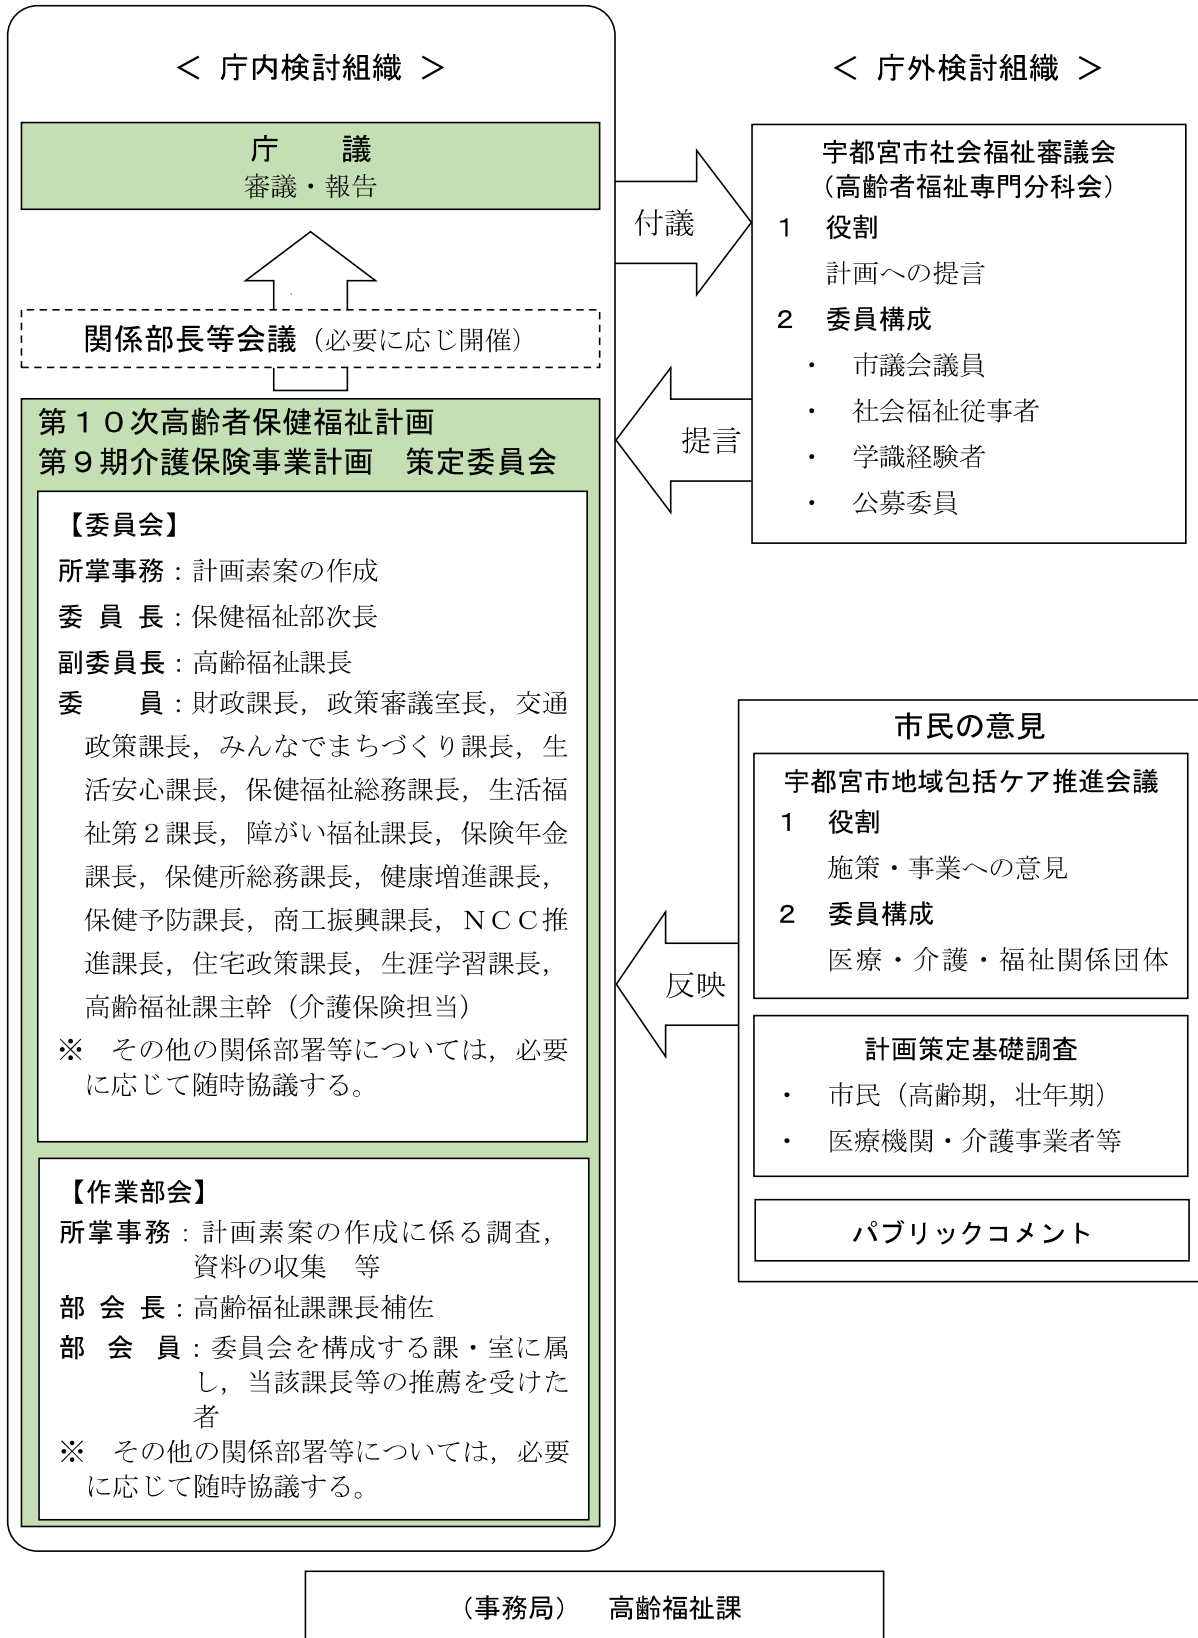 ＜ 庁内検討組織 ＞
庁　　議
審議・報告
関係部長等会議（必要に応じ開催）
第１０次高齢者保健福祉計画
第９期介護保険事業計画　策定委員会
【委員会】
所掌事務：計画素案の作成
委 員 長：保健福祉部次長
副委員長：高齢福祉課長
委　　員：財政課長，政策審議室長，交通
政策課長，みんなでまちづくり課長，生
活安心課長，保健福祉総務課長，生活福
祉第２課長，障がい福祉課長，保険年金
課長，保健所総務課長，健康増進課長，
保健予防課長，商工振興課長，ＮＣＣ推
進課長，住宅政策課長，生涯学習課長，
高齢福祉課主幹（介護保険担当）
※　その他の関係部署等については，必要
に応じて随時協議する。
【作業部会】
所掌事務：計画素案の作成に係る調査，
資料の収集　等
部 会 長：高齢福祉課課長補佐
部 会 員：委員会を構成する課・室に属
し，当該課長等の推薦を受けた
者
※　その他の関係部署等については，必要
に応じて随時協議する。
付議
提言
反映
＜ 庁外検討組織 ＞
宇都宮市社会福祉審議会
（高齢者福祉専門分科会）
１　役割
計画への提言
２　委員構成
・　市議会議員
・　社会福祉従事者
・　学識経験者
・　公募委員
市民の意見
宇都宮市地域包括ケア推進会議
１　役割
施策・事業への意見
２　委員構成
医療・介護・福祉関係団体
計画策定基礎調査
・　市民（高齢期，壮年期）
・　医療機関・介護事業者等
パブリックコメント
（事務局）　高齢福祉課